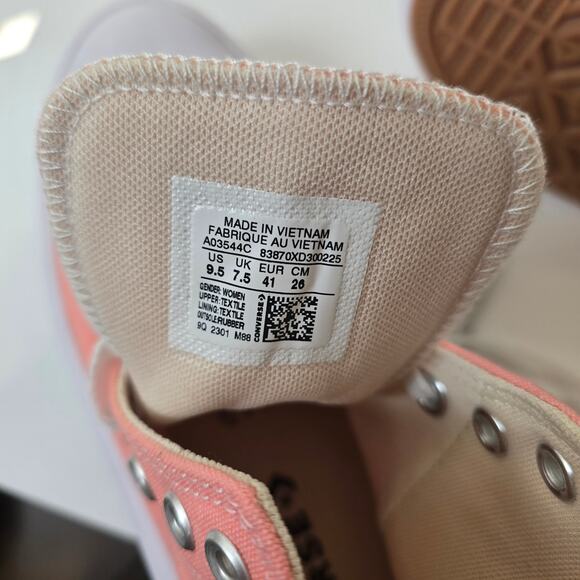 MADE IN VIETNAM
FABRIQUE AU VIETNAM
A03544C 83870XD300225
US UK EUR CM
9.5 7.5 41 26
GENDER: WOMEN
UPPER: TEXTILE
LINING: TEXTILE
OUTSOLE: RUBBER
9Q 2301 M88
CONVERSE